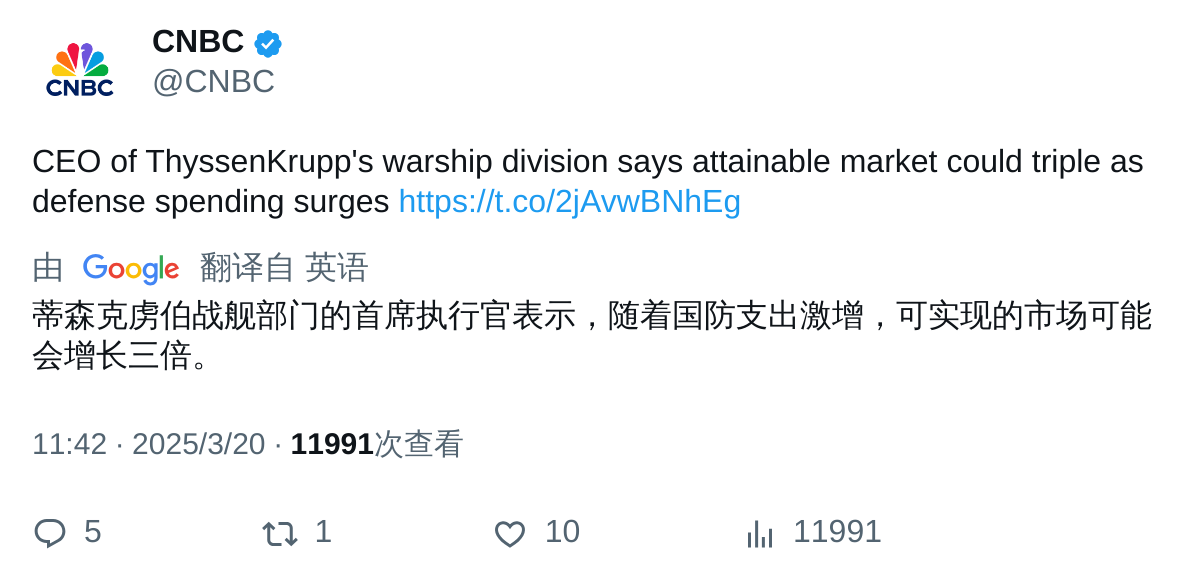 CNBC
CNBC
@CNBC
CEO of ThyssenKrupp's warship division says attainable market could triple as
defense spending surges https://t.co/2jAvwBNhEg
由 Google 翻译自 英语
蒂森克虏伯战舰部门的首席执行官表示，随着国防支出激增，可实现的市场可能
会增长三倍。
11:42 · 2025/3/20 · 11991次查看
5 1 10 11991